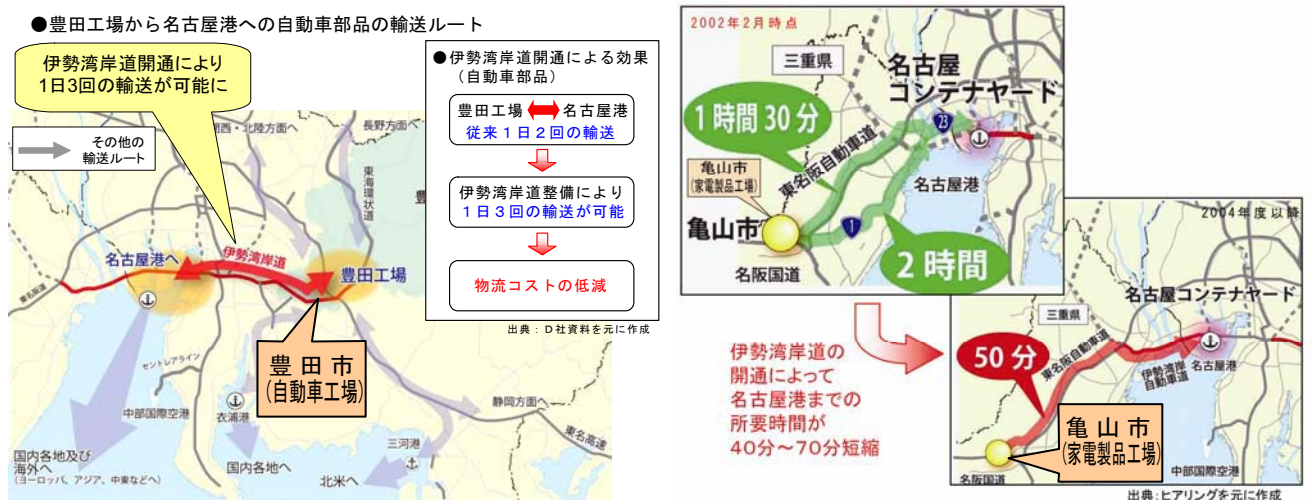 ●豊田工場から名古屋港への自動車部品の輸送ルート
伊勢湾岸道開通により
1日3回の輸送が可能に
その他の
輸送ルート
関西・北陸方面へ
長野方面へ
東海環状道
伊勢湾岸道
名古屋港へ
豊田工場
東名阪道
豊田市
(自動車工場)
セントレアライン
中部国際空港
衣浦港
三河港
静岡方面へ
東名高速
国内各地及び
海外へ
(ヨーロッパ、アジア、中東などへ)
国内各地へ
北米へ
●伊勢湾岸道開通による効果
(自動車部品)
豊田工場 名古屋港
従来1日2回の輸送
伊勢湾岸道整備により
1日3回の輸送が可能
物流コストの低減
出典：D社資料を元に作成
2002年2月時点
三重県
名古屋
コンテナヤード
1時間30分
23
東名阪自動車道
亀山市
(家電製品工場)
名古屋港
亀山市
1
2時間
名阪国道
伊勢湾岸道の
開通によって
名古屋港までの
所要時間が
40分～70分短縮
2004年度以降
名古屋コンテナヤード
三重県
50分
東名阪自動車道
伊勢湾岸
自動車道
名古屋港
亀山市
(家電製品工場)
名阪国道
中部国際空港
出典：ヒアリングを元に作成